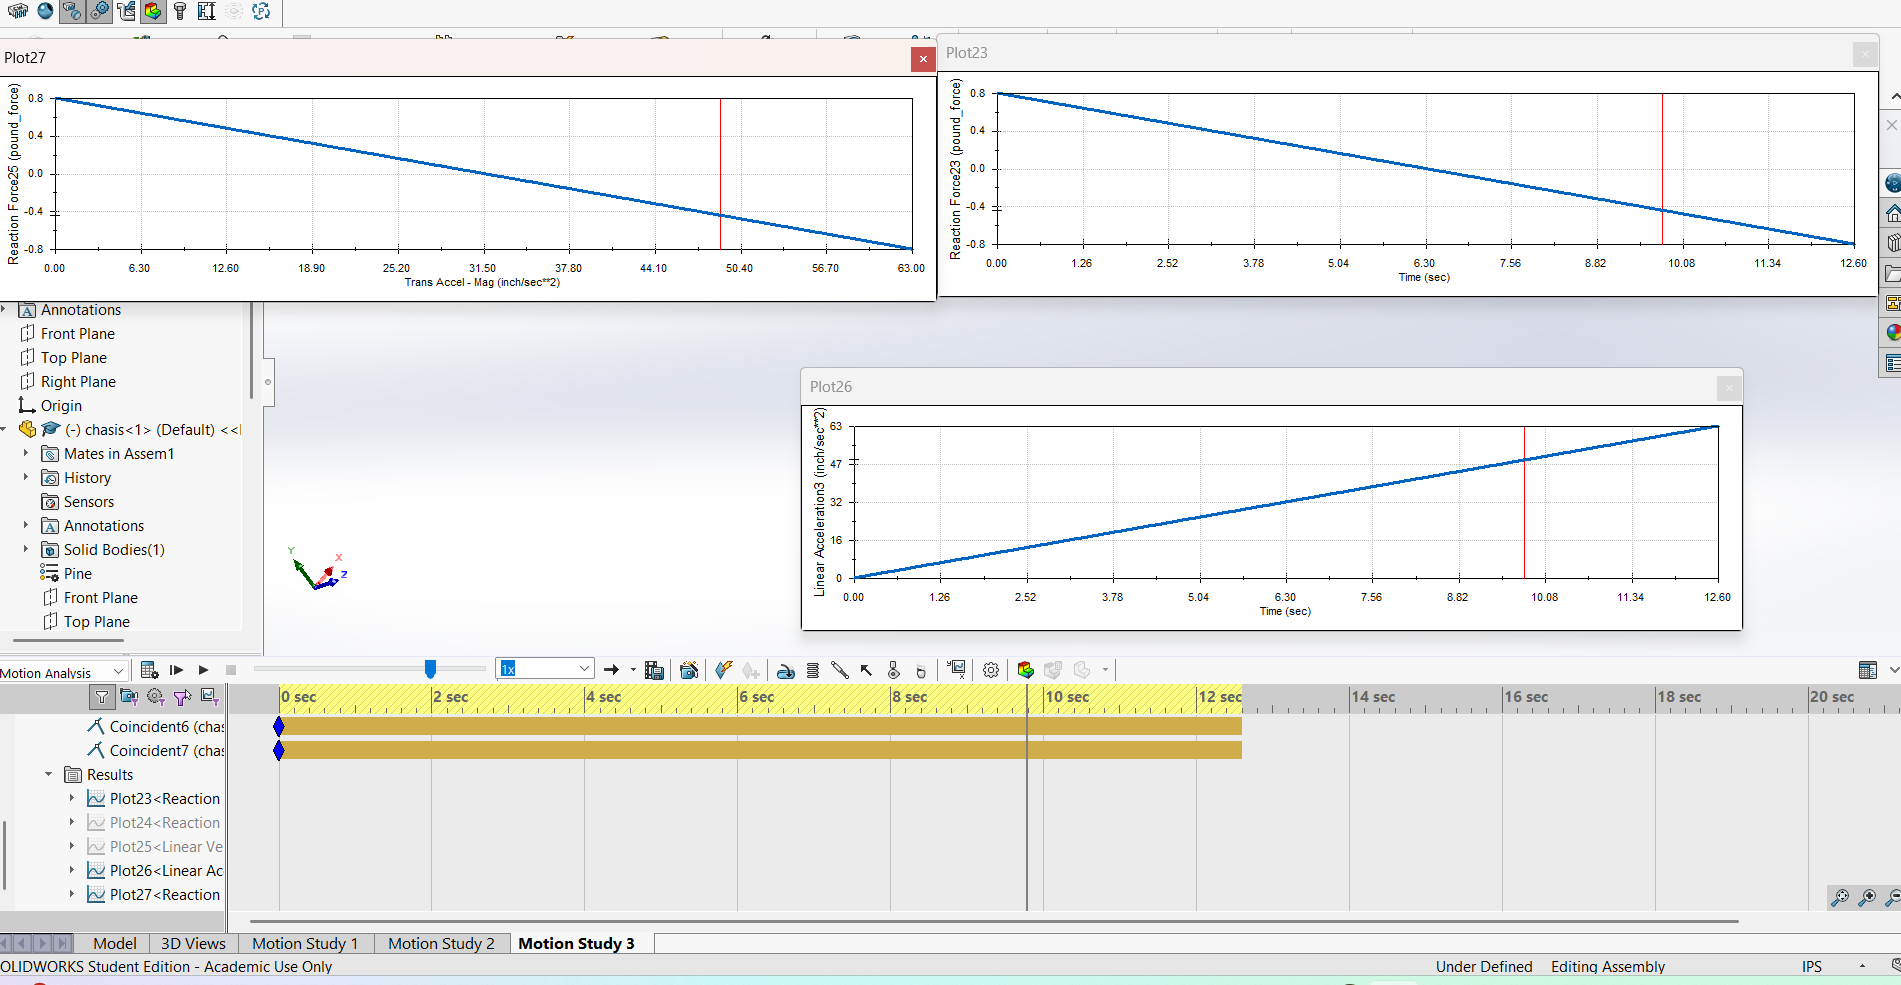 Plot27
Reaction Force25 (pound_force)
0.8
0.4
0.0
-0.4
-0.8
0.00 6.30 12.60 18.90 25.20 31.50 37.80 44.10 50.40 56.70 63.00
Trans Accel - Mag (inch/sec**2)
Plot23
Reaction Force23 (pound_force)
0.8
0.4
0.0
-0.4
-0.8
0.00 1.26 2.52 3.78 5.04 6.30 7.56 8.82 10.08 11.34 12.60
Time (sec)
Annotations
Front Plane
Top Plane
Right Plane
Origin
(-) chasis<1> (Default) <<
Mates in Assem1
History
Sensors
Annotations
Solid Bodies(1)
Pine
Front Plane
Top Plane
Y
X
Z
Plot26
Linear Acceleration3 (inch/sec**2)
63
47
32
16
0
0.00 1.26 2.52 3.78 5.04 6.30 7.56 8.82 10.08 11.34 12.60
Time (sec)
Motion Analysis
1x
0 sec 2 sec 4 sec 6 sec 8 sec 10 sec 12 sec 14 sec 16 sec 18 sec 20 sec
Coincident6 (chas
Coincident7 (chas
Results
Plot23<Reaction
Plot24<Reaction
Plot25<Linear Ve
Plot26<Linear Ac
Plot27<Reaction
Model 3D Views Motion Study 1 Motion Study 2 Motion Study 3
OLIDWORKS Student Edition - Academic Use Only
Under Defined Editing Assembly IPS